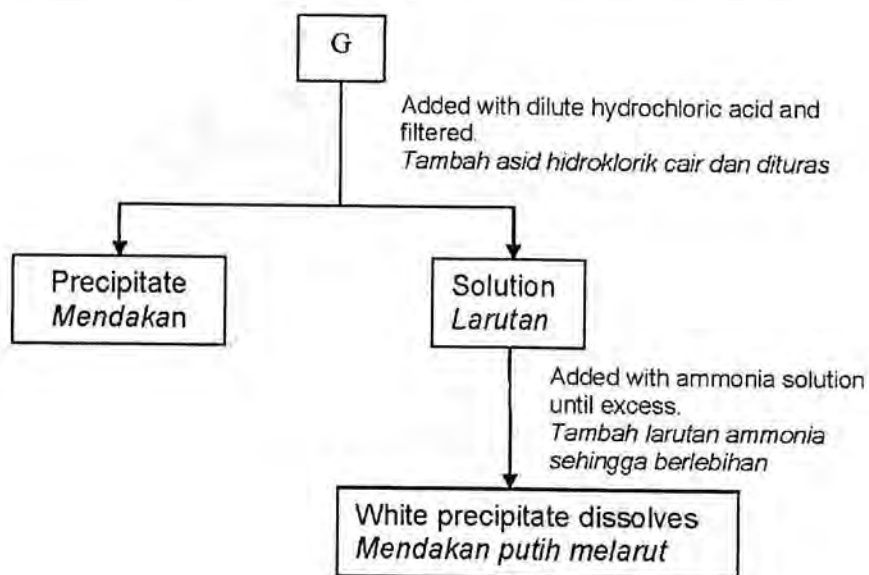 G
Added with dilute hydrochloric acid and
filtered.
Tambah asid hidroklorik cair dan dituras
Precipitate
Mendakan
Solution
Larutan
Added with ammonia solution
until excess.
Tambah larutan ammonia
sehingga berlebihan
White precipitate dissolves
Mendakan putih melarut